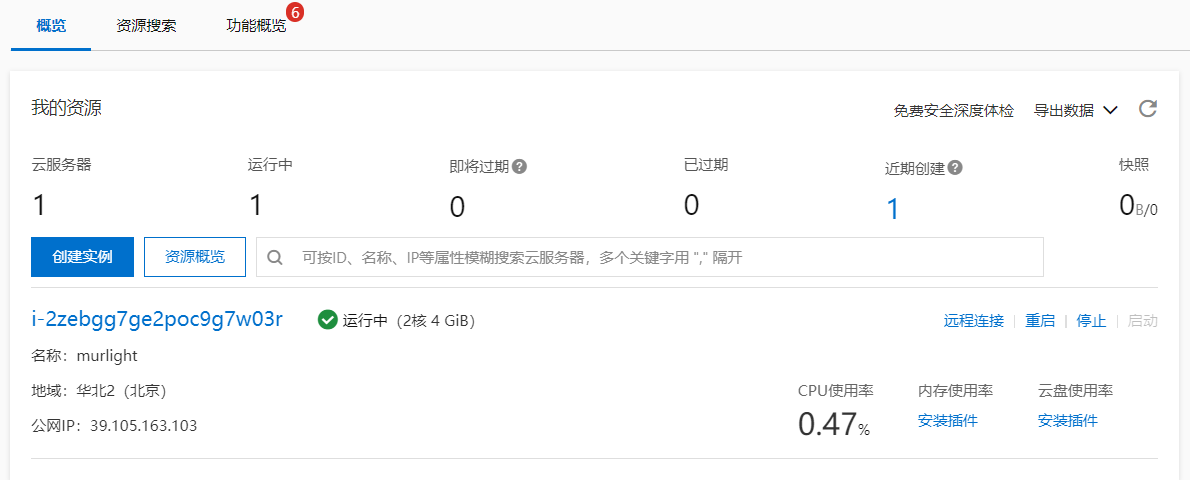 概览 资源搜索 功能概览 6
我的资源 免费安全深度体检 导出数据
云服务器 运行中 即将过期 ? 已过期 近期创建 ? 快照
1 1 0 0 1 0B/0
创建实例 资源概览 可按ID、名称、IP等属性模糊搜索云服务器，多个关键字用 "," 隔开
i-2zebgg7ge2poc9g7w03r 运行中（2核 4 GiB） 远程连接 | 重启 | 停止 | 启动
名称：murlight
地域：华北2（北京） CPU使用率 内存使用率 云盘使用率
公网IP：39.105.163.103 0.47% 安装插件 安装插件